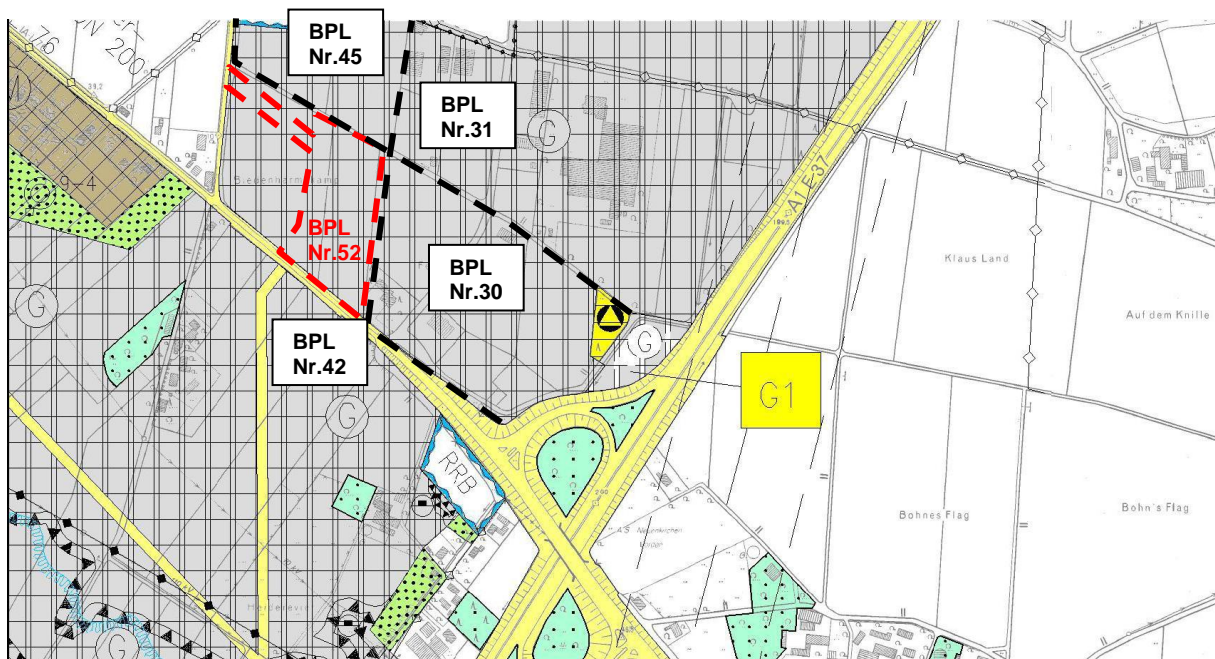 BPL
Nr.45
BPL
Nr.31
G
BPL
Nr.52
BPL
Nr.30
BPL
Nr.42
A1 E 37
Klaus Land
Auf dem Knille
G
G1
G
G
RRB
Bohnes Flag
Bohn's Flag
G